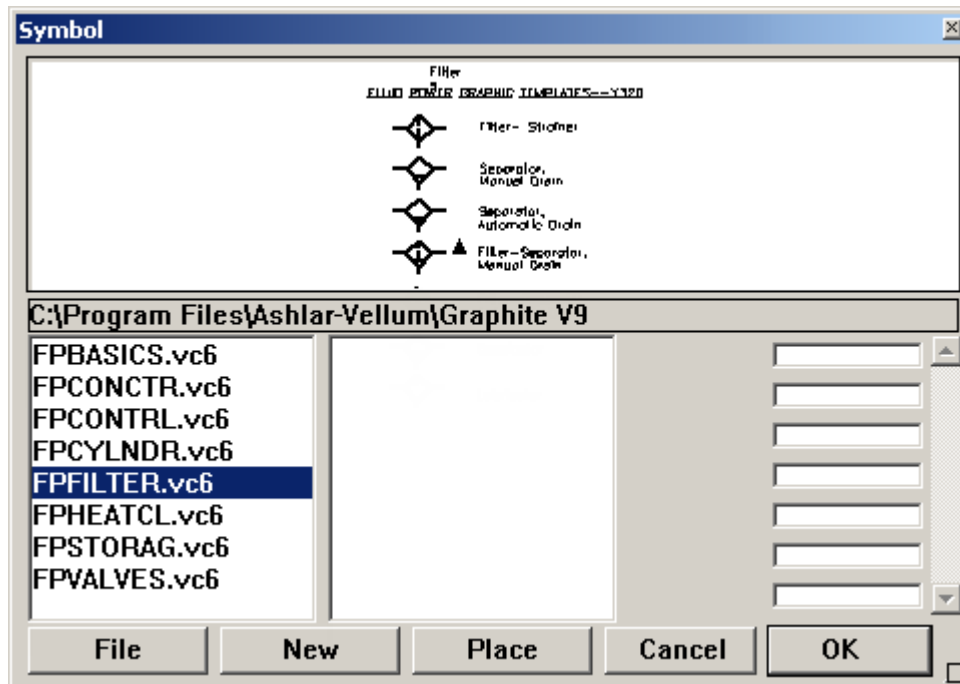 Symbol
Filter
FLUID POWER GRAPHIC TEMPLATES--Y320
Filter- Strainer
Separator,
Manual Drain
Separator,
Automatic Drain
Filter-Separator,
Manual Drain
C:\Program Files\Ashlar-Vellum\Graphite V9
FPBASICS.vc6
FPCONCTR.vc6
FPCONTRL.vc6
FPCYLNDR.vc6
FPFILTER.vc6
FPHEATCL.vc6
FPSTORAG.vc6
FPVALVES.vc6
File New Place Cancel OK